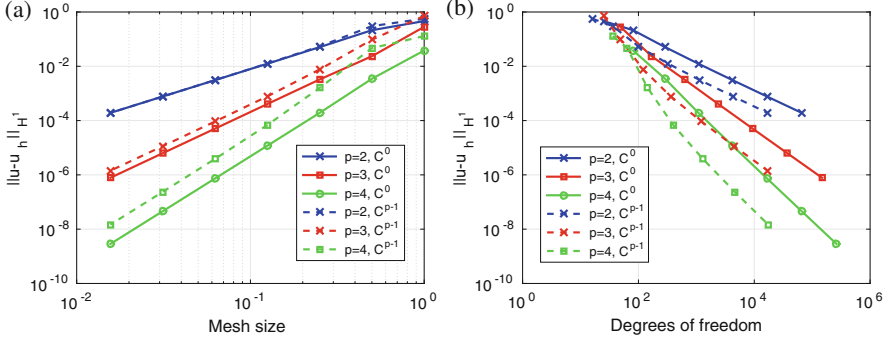 (a)
10^0
10^-2
10^-4
10^-6
10^-8
10^-10
||u-u_h||_H^1
10^-2
10^-1
10^0
Mesh size
p=2, C^0
p=3, C^0
p=4, C^0
p=2, C^p-1
p=3, C^p-1
p=4, C^p-1
(b)
10^0
10^-2
10^-4
10^-6
10^-8
10^-10
||u-u_h||_H^1
10^0
10^2
10^4
10^6
Degrees of freedom
p=2, C^0
p=3, C^0
p=4, C^0
p=2, C^p-1
p=3, C^p-1
p=4, C^p-1